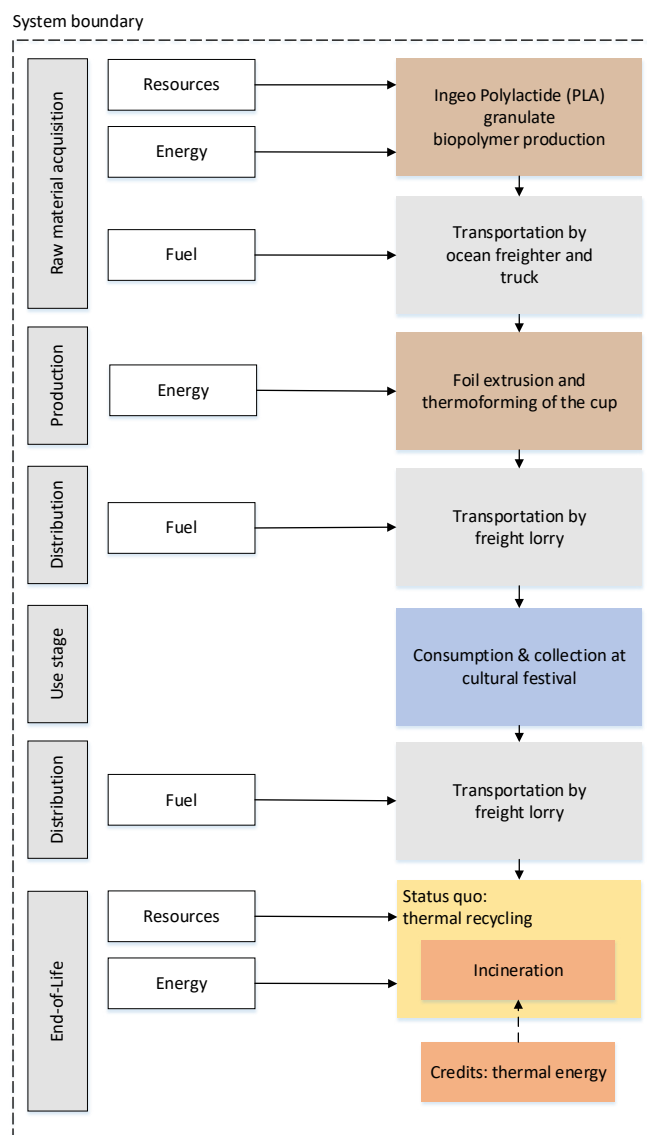 System boundary
Raw material acquisition
Resources
Ingeo Polylactide (PLA)
granulate
biopolymer production
Energy
Fuel
Transportation by
ocean freighter and
truck
Production
Energy
Foil extrusion and
thermoforming of the cup
Distribution
Fuel
Transportation by
freight lorry
Use stage
Consumption & collection at
cultural festival
Distribution
Fuel
Transportation by
freight lorry
End-of-Life
Resources
Status quo:
thermal recycling
Energy
Incineration
Credits: thermal energy